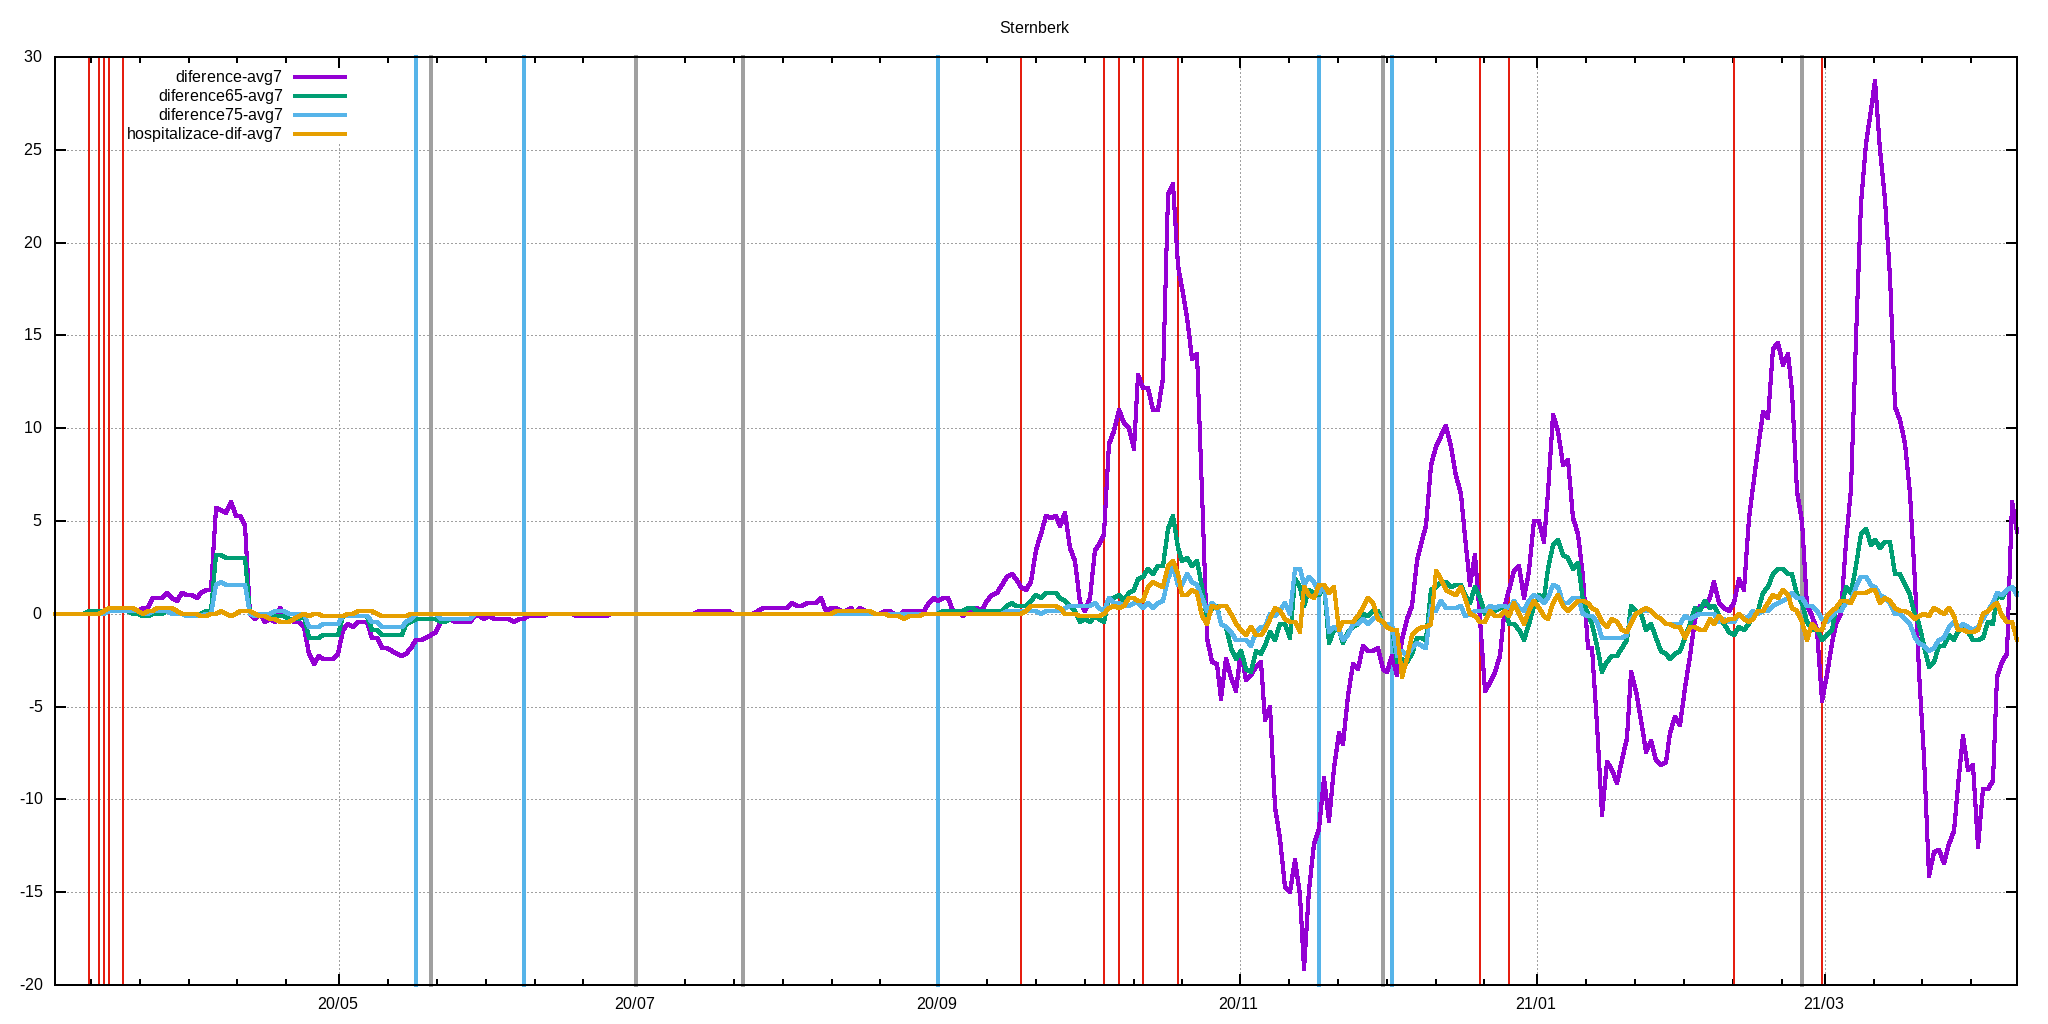 Sternberk
diference-avg7
diference65-avg7
diference75-avg7
hospitalizace-dif-avg7
30
25
20
15
10
5
0
-5
-10
-15
-20
20/05 20/07 20/09 20/11 21/01 21/03